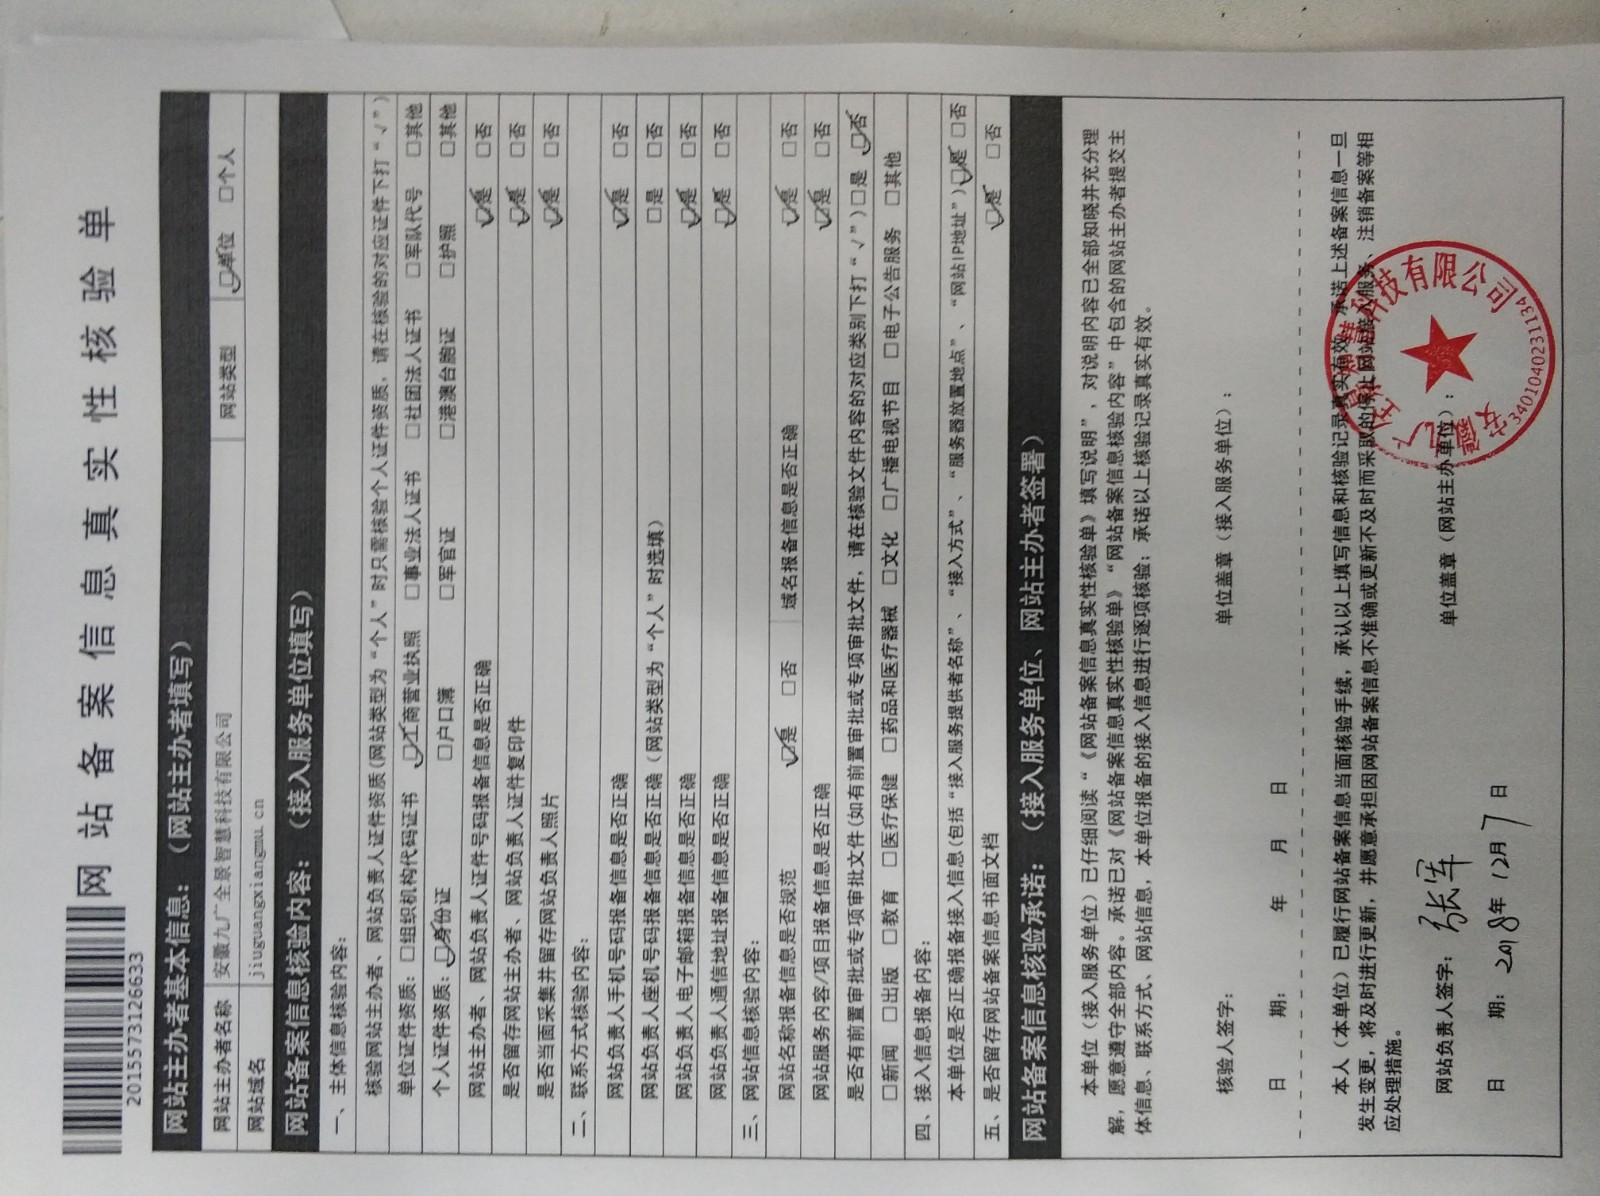 网站备案信息真实性核验单
2015573126633
网站主办者基本信息：（网站主办者填写）
网站主办者名称 安徽九广全景智慧科技有限公司 网站类型 ☑单位 □个人
网站域名 jiuguangxiangmu.cn
网站备案信息核验内容：（接入服务单位填写）
一、主体信息核验内容：
核验网站主办者、网站负责人证件资质(网站类型为“个人”时只需核验个人证件资质，请在核验的对应证件下打“√”)
单位证件资质：□组织机构代码证书 ☑工商营业执照 □事业法人证书 □社团法人证书 □军队代号 □其他
个人证件资质：☑身份证 □户口簿 □军官证 □港澳台胞证 □护照 □其他
网站主办者、网站负责人证件号码报备信息是否正确 ☑是 □否
是否留存网站主办者、网站负责人证件复印件 ☑是 □否
是否当面采集并留存网站负责人照片 ☑是 □否
二、联系方式核验内容：
网站负责人手机号码报备信息是否正确 ☑是 □否
网站负责人座机号码报备信息是否正确（网站类型为“个人”时选填） □是 □否
网站负责人电子邮箱报备信息是否正确 ☑是 □否
网站负责人通信地址报备信息是否正确 ☑是 □否
三、网站信息核验内容：
网站名称报备信息是否规范 ☑是 □否 域名报备信息是否正确 ☑是 □否
网站服务内容/项目报备信息是否正确 ☑是 □否
是否有前置审批或专项审批文件(如有前置审批或专项审批文件，请在核验文件内容的对应类别下打“√”)□是 ☑否
□新闻 □出版 □教育 □医疗保健 □药品和医疗器械 □文化 □广播电视节目 □电子公告服务 □其他
四、接入信息报备内容：
本单位是否正确报备接入信息(包括“接入服务提供者名称”、“接入方式”、“服务器放置地点”、“网站IP地址”)☑是 □否
五、是否留存网站备案信息书面文档 ☑是 □否
网站备案信息核验承诺：（接入服务单位、网站主办者签署）
本单位（接入服务单位）已仔细阅读“《网站备案信息真实性核验单》填写说明”，对说明内容已全部知晓并充分理
解，愿意遵守全部内容。承诺已对《网站备案信息真实性核验单》“网站备案信息核验内容”中包含的网站主办者提交主
体信息、联系方式、网站信息，本单位报备的接入信息进行逐项核验；承诺以上核验记录真实有效。
核验人签字： 单位盖章（接入服务单位）：
日 期： 年 月 日
本人（本单位）已履行网站备案信息当面核验手续，承认以上填写信息和核验记录真实有效。承诺上述备案信息一旦
发生变更，将及时进行更新，并愿意承担因网站备案信息不准确或更新不及时而采取的停止网站接入服务、注销备案等相
应处理措施。
网站负责人签字：张军 单位盖章（网站主办单位）：
日 期：2018年12月7日
安徽九广全景智慧科技有限公司
3401040231134